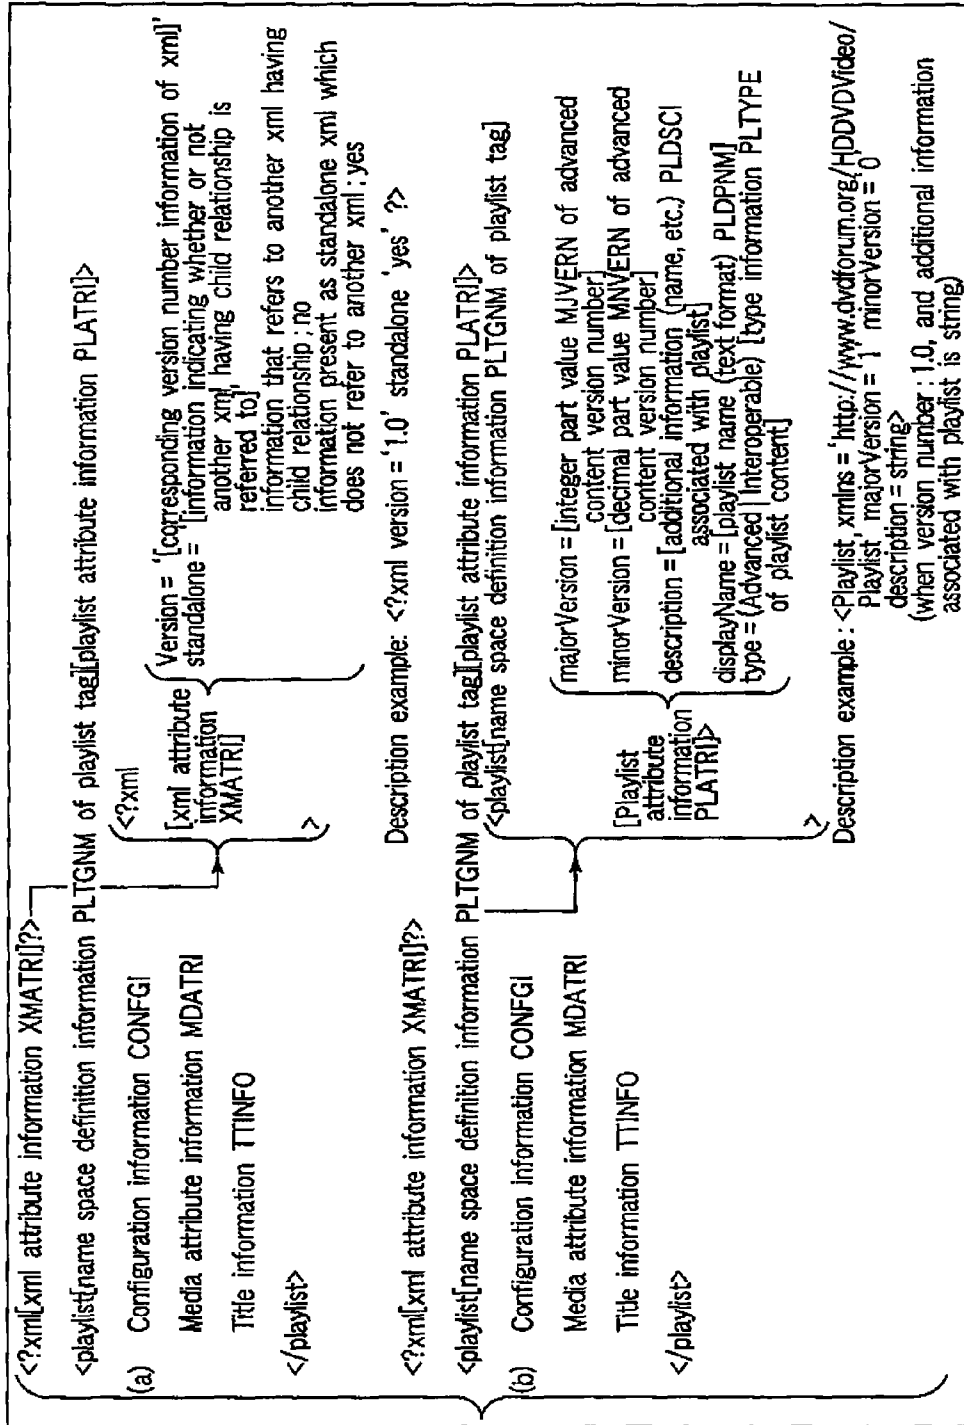 <?xml[xml attribute information XMATRI]?>
<playlist[name space definition information PLTGNM of playlist tag][playlist attribute information PLATRI]>
(a) Configuration information CONFGI
Media attribute information MDATRI
Title information TTINFO
</playlist>
<?xml
[xml attribute
information
XMATRI]
>
Version = '[corresponding version number information of xml]'
standalone = '[information indicating whether or not
another xml having child relationship is
referred to]
information that refers to another xml having
child relationship ; no
information present as standalone xml which
does not refer to another xml ; yes
Description example: <?xml version = '1.0' standalone 'yes' ?>
<?xml[xml attribute information XMATRI]?>
<playlist[name space definition information PLTGNM of playlist tag][playlist attribute information PLATRI]>
(b) Configuration information CONFGI
Media attribute information MDATRI
Title information TTINFO
</playlist>
<playlist[name space definition information PLTGNM of playlist tag]
[Playlist
attribute
information
PLATRI]>
>
majorVersion = [integer part value MJVERN of advanced
content version number]
minorVersion = [decimal part value MNVERN of advanced
content version number]
description = [additional information (name, etc.) PLDSCI
associated with playlist]
displayName = [playlist name (text format) PLDPNM]
type = (Advanced | Interoperable) [type information PLTYPE
of playlist content]
Description example : <Playlist, xmlns = 'http://www.dvdforum.org/HDDVDVideo/
Playlist, majorVersion = '1' minorVersion = '0'
description = string>
(when version number : 1.0, and additional information
associated with playlist is string)